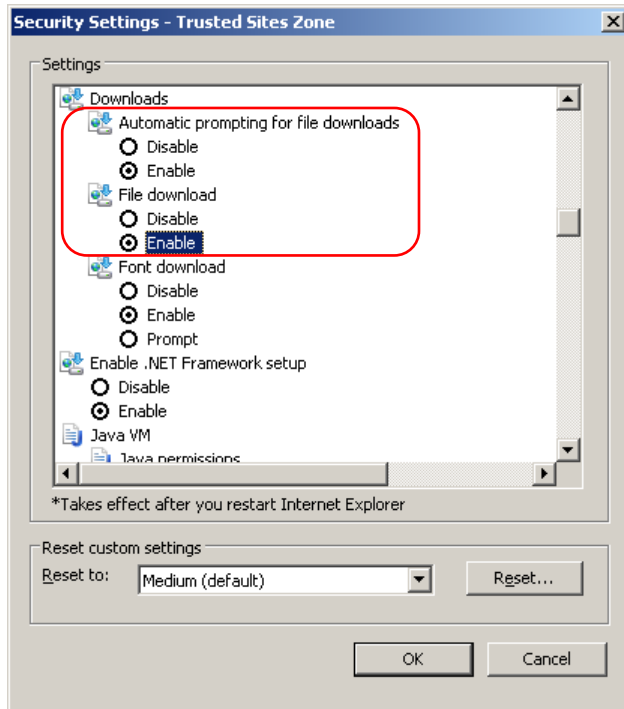 Security Settings - Trusted Sites Zone
Settings
Downloads
Automatic prompting for file downloads
Disable
Enable
File download
Disable
Enable
Font download
Disable
Enable
Prompt
Enable .NET Framework setup
Disable
Enable
Java VM
Java permissions
*Takes effect after you restart Internet Explorer
Reset custom settings
Reset to:
Medium (default)
Reset...
OK
Cancel